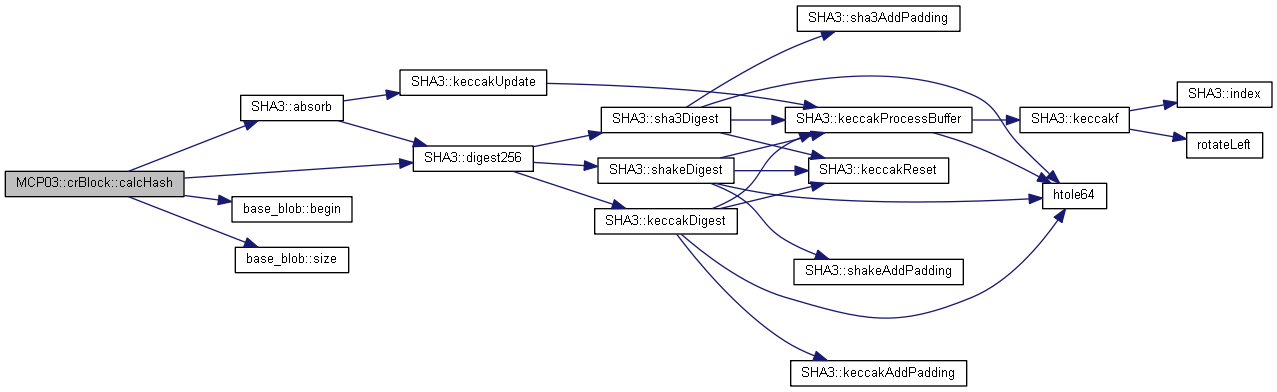 MCP03::crBlock::calcHash
SHA3::absorb
base_blob::begin
base_blob::size
SHA3::keccakUpdate
SHA3::digest256
SHA3::sha3Digest
SHA3::shakeDigest
SHA3::keccakDigest
SHA3::sha3AddPadding
SHA3::keccakProcessBuffer
SHA3::keccakReset
SHA3::shakeAddPadding
SHA3::keccakAddPadding
SHA3::keccakf
htole64
SHA3::index
rotateLeft